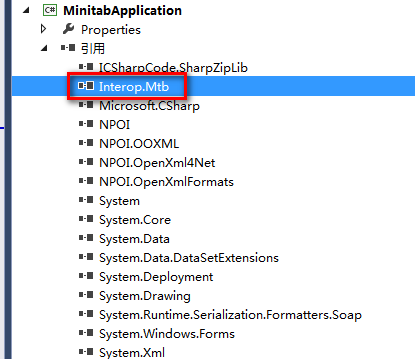 MinitabApplication
Properties
引用
ICSharpCode.SharpZipLib
Interop.Mtb
Microsoft.CSharp
NPOI
NPOI.OOXML
NPOI.OpenXml4Net
NPOI.OpenXmlFormats
System
System.Core
System.Data
System.Data.DataSetExtensions
System.Deployment
System.Drawing
System.Runtime.Serialization.Formatters.Soap
System.Windows.Forms
System.Xml